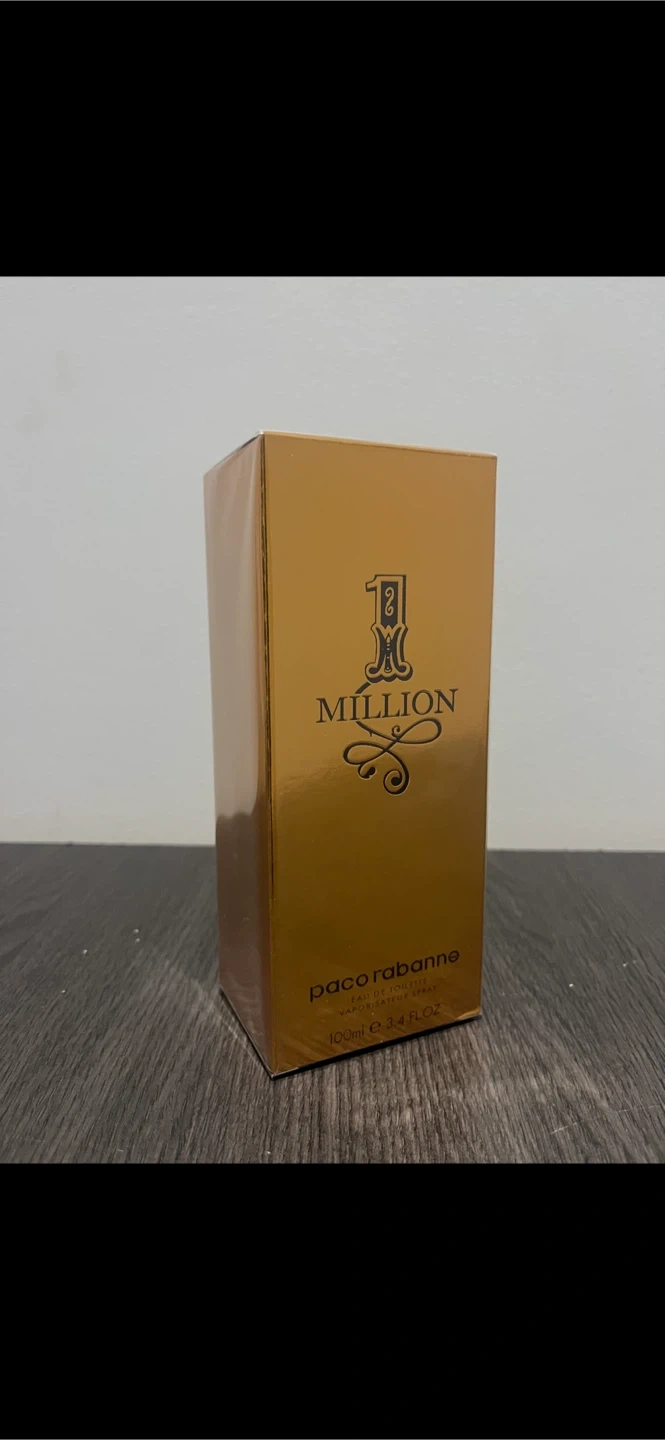 1
MILLION
paco rabanne
EAU DE TOILETTE
VAPORISATEUR SPRAY
100ml e 3.4 FL.OZ